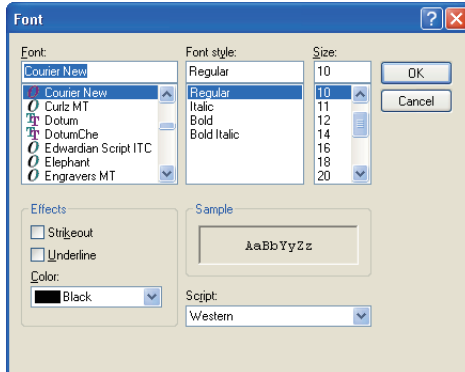 Font
Font: Font style: Size:
Courier New Regular 10
Courier New Regular 10 OK
Curlz MT Italic 11 Cancel
Dotum Bold 12
DotumChe Bold Italic 14
Edwardian Script ITC 16
Elephant 18
Engravers MT 20
Effects Sample
Strikeout
Underline AaBbYyZz
Color:
Black Script:
Western